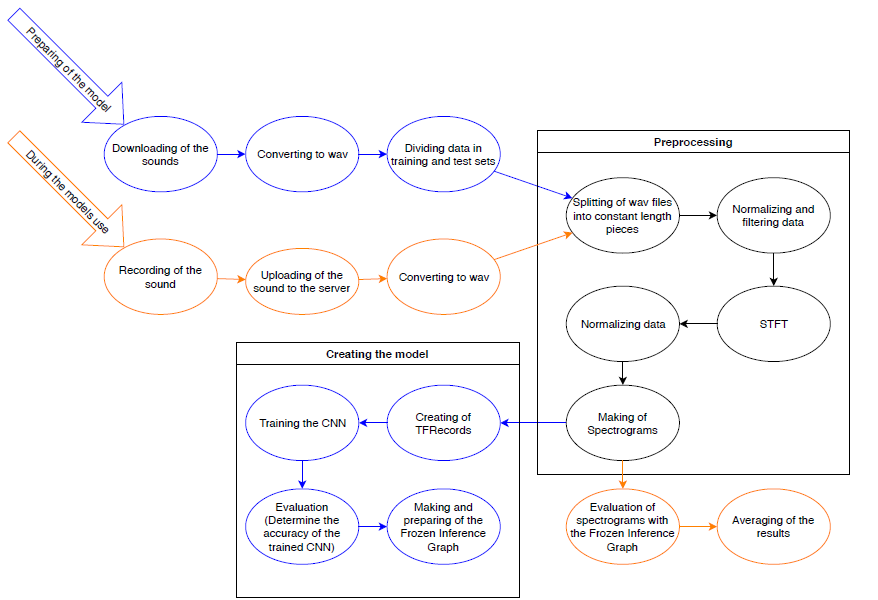 Preparing of the model
Downloading of the
sounds
Converting to wav
Dividing data in
training and test sets
During the models use
Recording of the
sound
Uploading of the
sound to the server
Converting to wav
Preprocessing
Splitting of wav files
into constant length
pieces
Normalizing and
filtering data
STFT
Normalizing data
Making of
Spectrograms
Creating the model
Creating of
TFRecords
Training the CNN
Evaluation
(Determine the
accuracy of the
trained CNN)
Making and
preparing of the
Frozen Inference
Graph
Evaluation of
spectrograms with
the Frozen Inference
Graph
Averaging of the
results